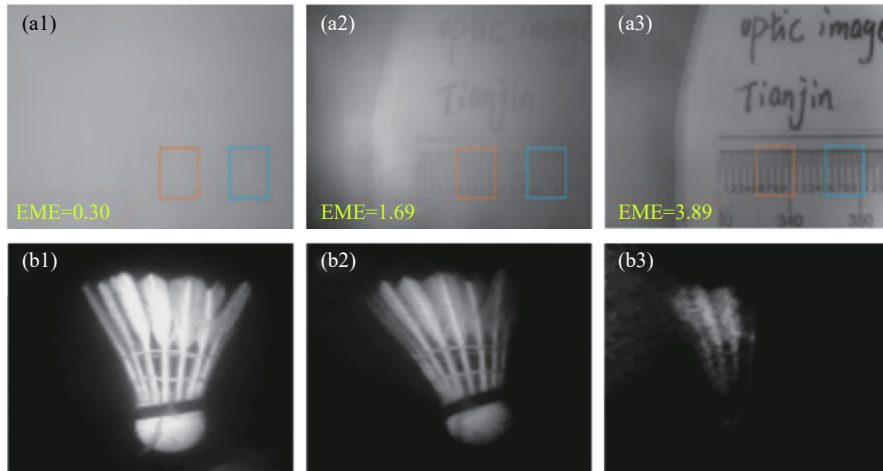 (a1)
(a2)
(a3)
optic image
optic image
Tianjin
Tianjin
Tianjin
EME=0.30
EME=1.69
EME=3.89
340
350
(b1)
(b2)
(b3)